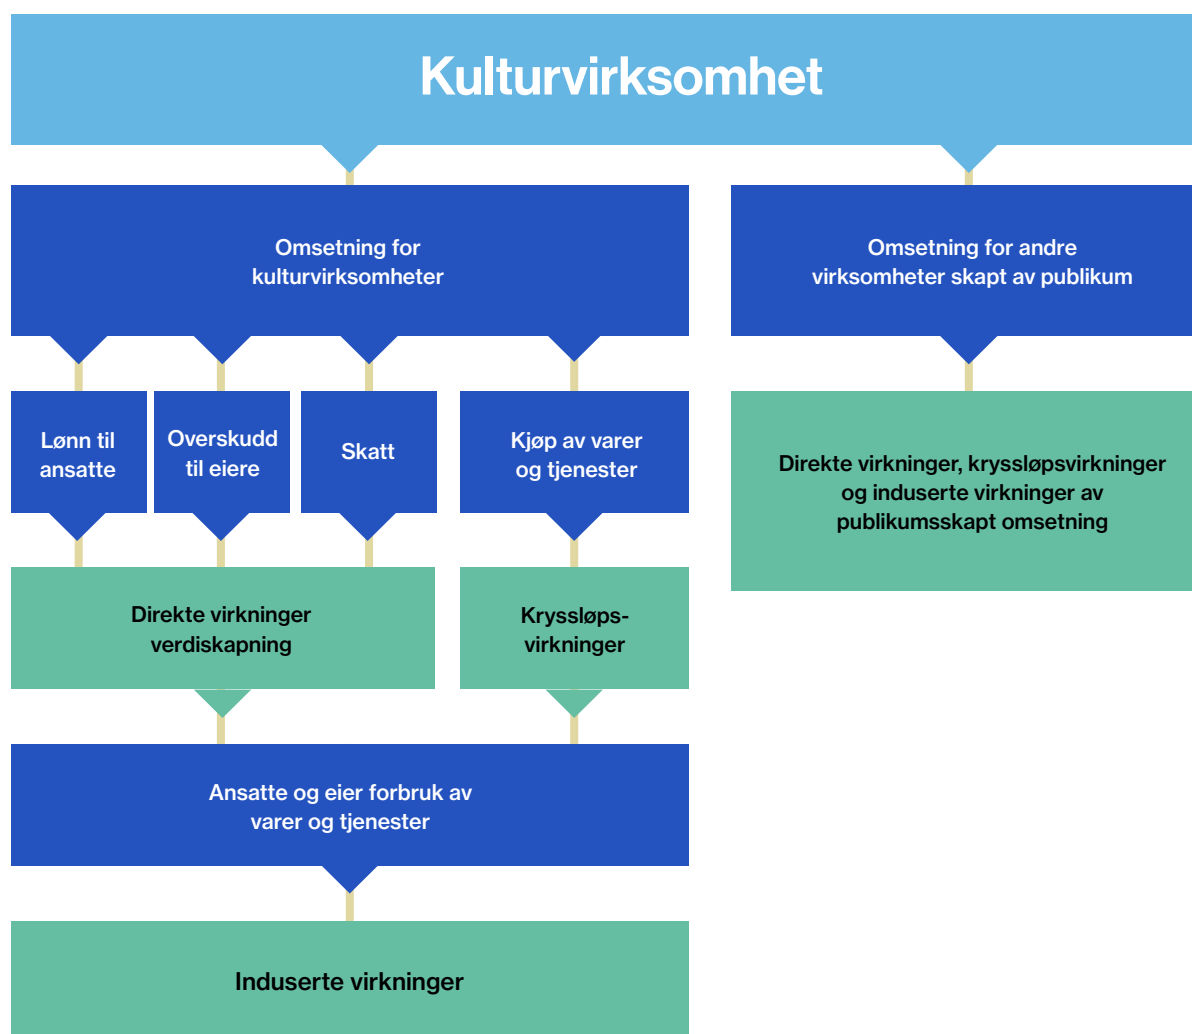 Kulturvirksomhet
Omsetning for
kulturvirksomheter
Omsetning for andre
virksomheter skapt av publikum
Lønn til
ansatte
Overskudd
til eiere
Skatt
Kjøp av varer
og tjenester
Direkte virkninger, kryssløpsvirkninger
og induserte virkninger av
publikumsskapt omsetning
Direkte virkninger
verdiskapning
Kryssløps-
virkninger
Ansatte og eier forbruk av
varer og tjenester
Induserte virkninger